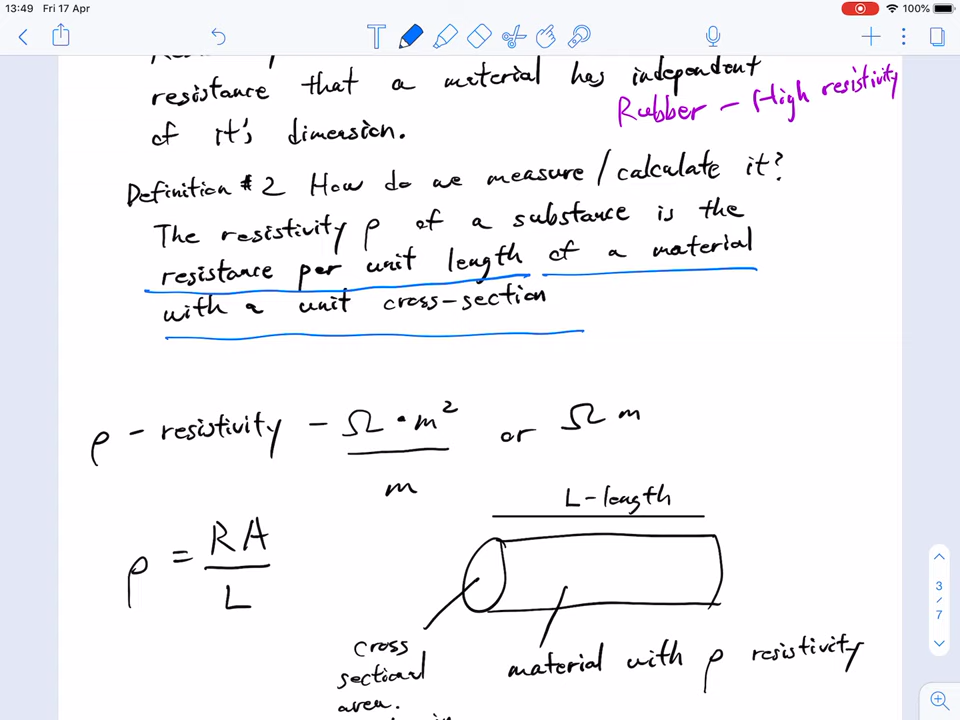 13:49 Fri 17 Apr
100%
resistance that a material has independent
of it's dimension.
Rubber - High resistivity
Definition #2 How do we measure/calculate it?
The resistivity ρ of a substance is the
resistance per unit length of a material
with a unit cross-section
ρ - resistivity - Ω·m²/m or Ω m
L-length
ρ = RA/L
cross
sectional
area.
material with ρ resistivity
3
/
7